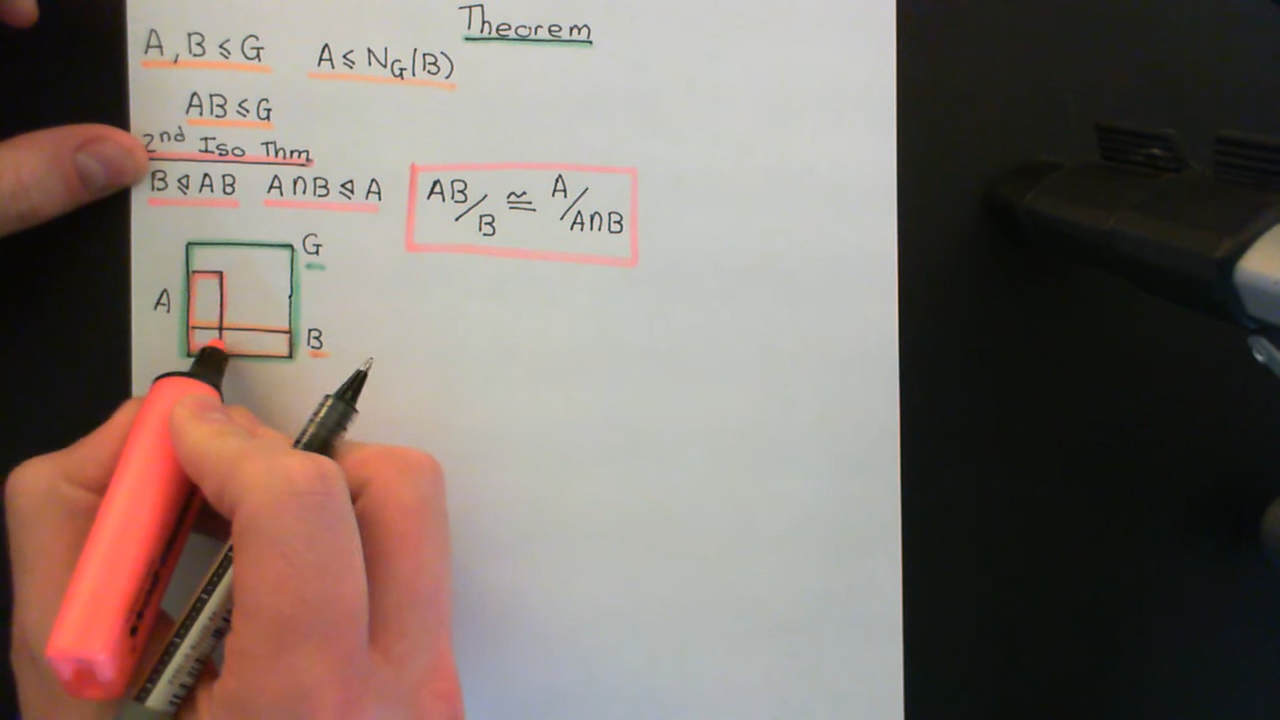 Theorem
A, B ≤ G A ≤ N_G(B)
AB ≤ G
2nd Iso Thm
B ⊴ AB A∩B ⊴ A AB/B ≅ A/A∩B
G
A
B